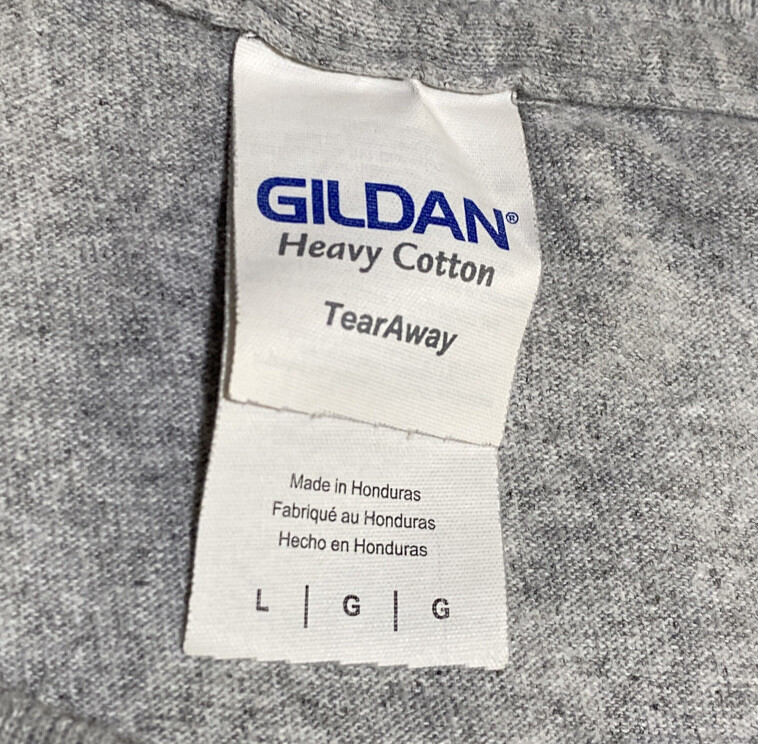 GILDAN®
Heavy Cotton
TearAway
Made in Honduras
Fabriqué au Honduras
Hecho en Honduras
L | G | G